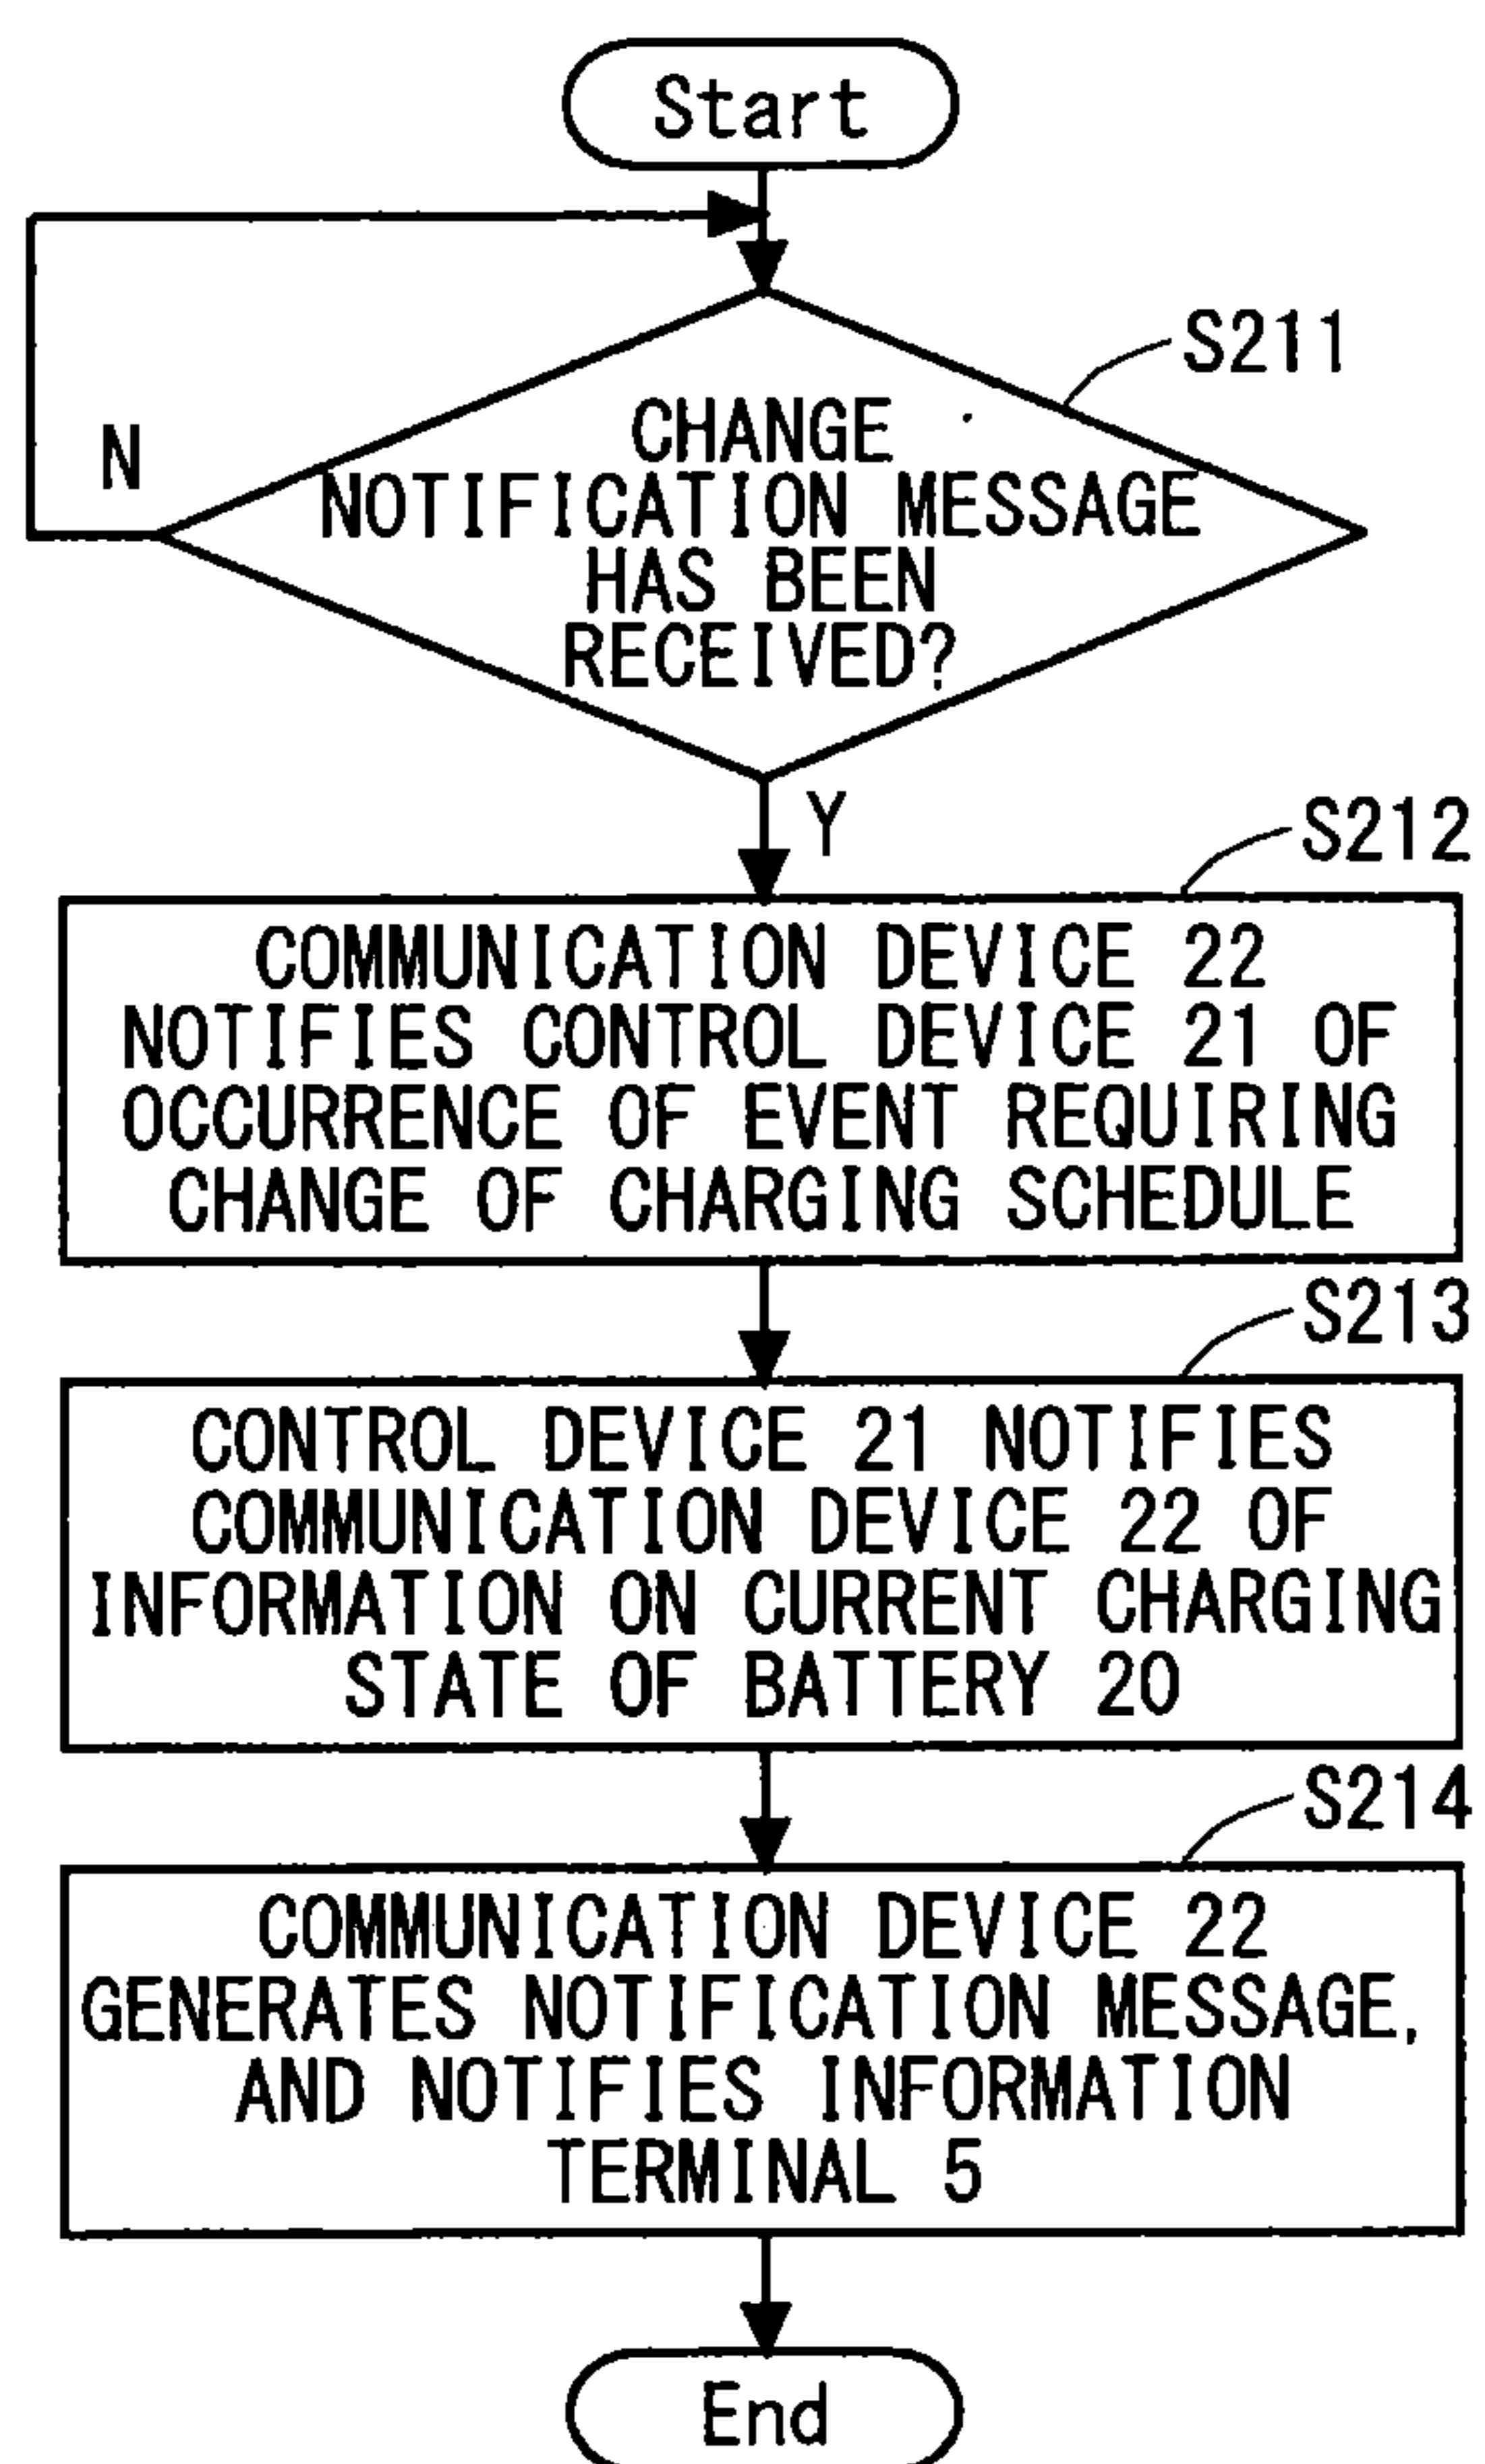 Start
S211
N
CHANGE
NOTIFICATION MESSAGE
HAS BEEN
RECEIVED?
Y
S212
COMMUNICATION DEVICE 22
NOTIFIES CONTROL DEVICE 21 OF
OCCURRENCE OF EVENT REQUIRING
CHANGE OF CHARGING SCHEDULE
S213
CONTROL DEVICE 21 NOTIFIES
COMMUNICATION DEVICE 22 OF
INFORMATION ON CURRENT CHARGING
STATE OF BATTERY 20
S214
COMMUNICATION DEVICE 22
GENERATES NOTIFICATION MESSAGE,
AND NOTIFIES INFORMATION
TERMINAL 5
End